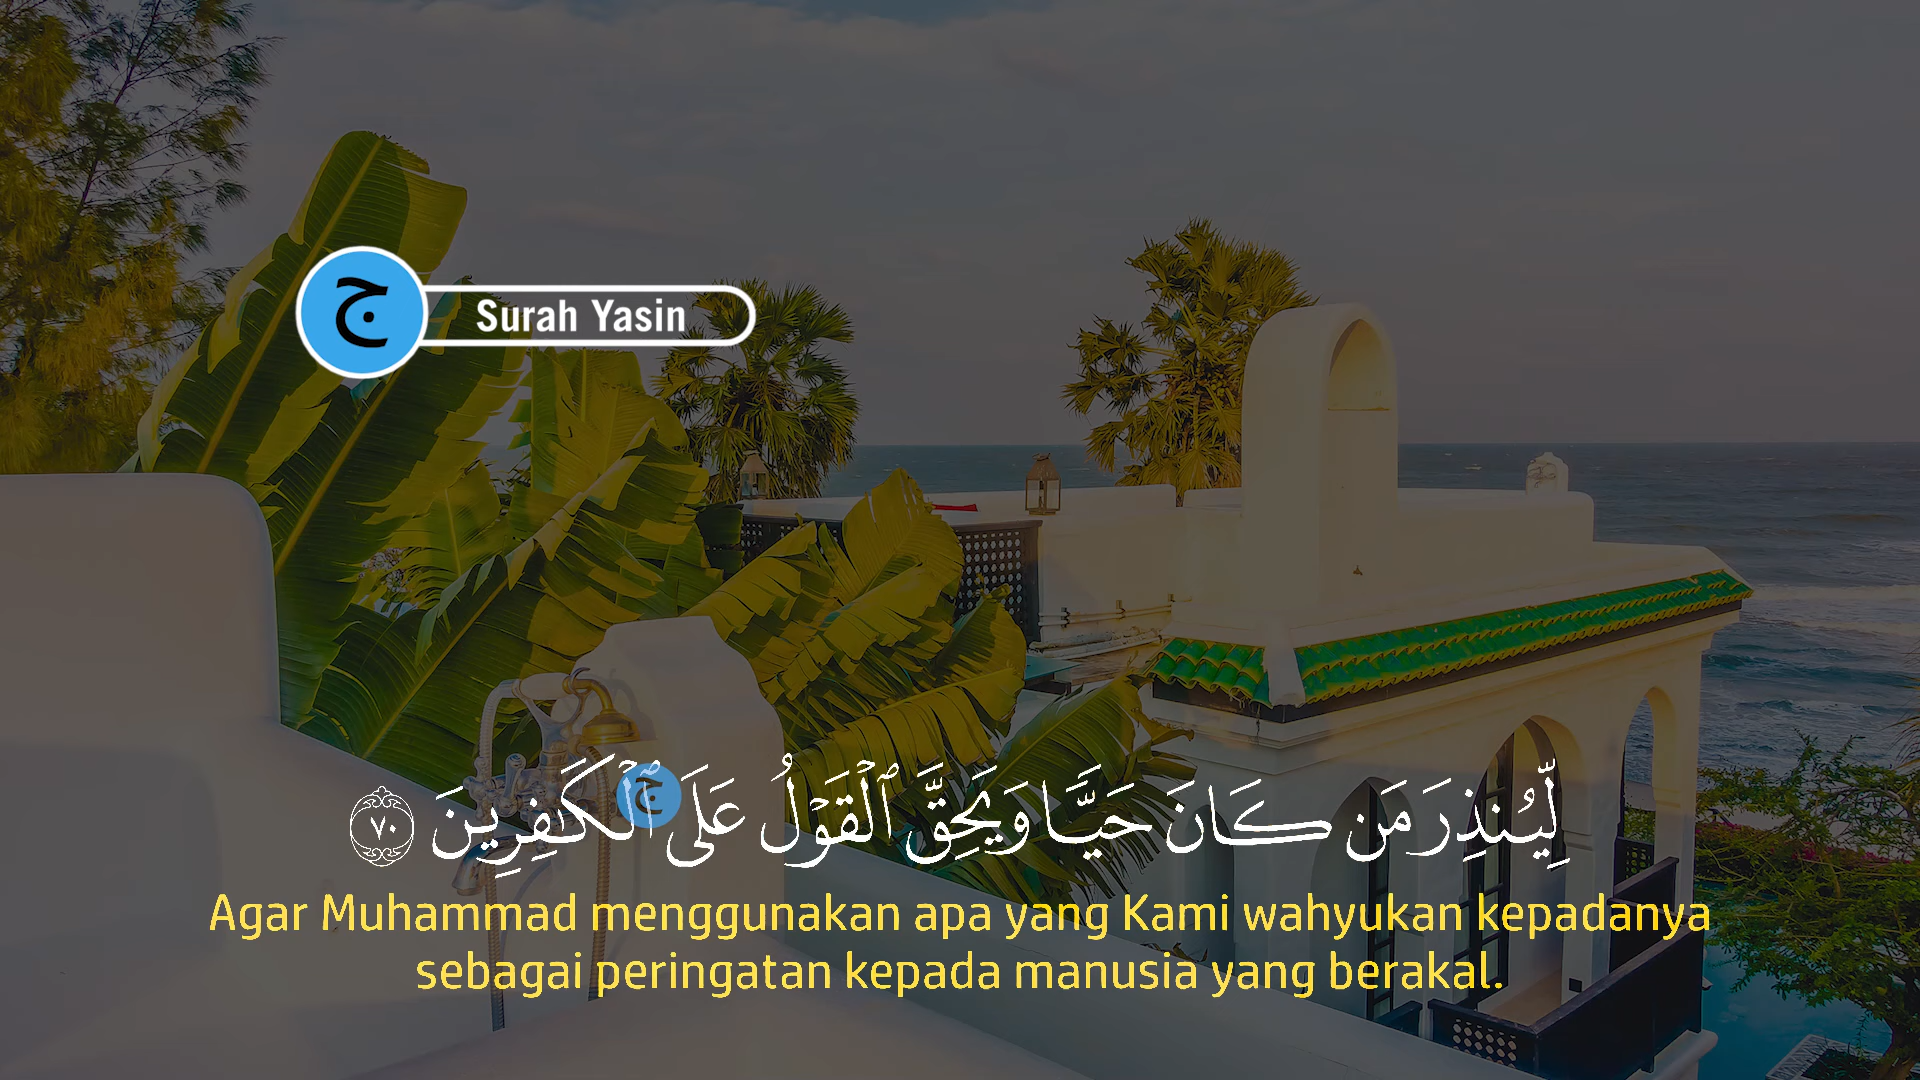 ج
Surah Yasin
لِّيُنذِرَ مَن كَانَ حَيًّا وَيَحِقَّ ٱلْقَوْلُ عَلَى ٱلْكَٰفِرِينَ ٧٠
ج
Agar Muhammad menggunakan apa yang Kami wahyukan kepadanya
sebagai peringatan kepada manusia yang berakal.